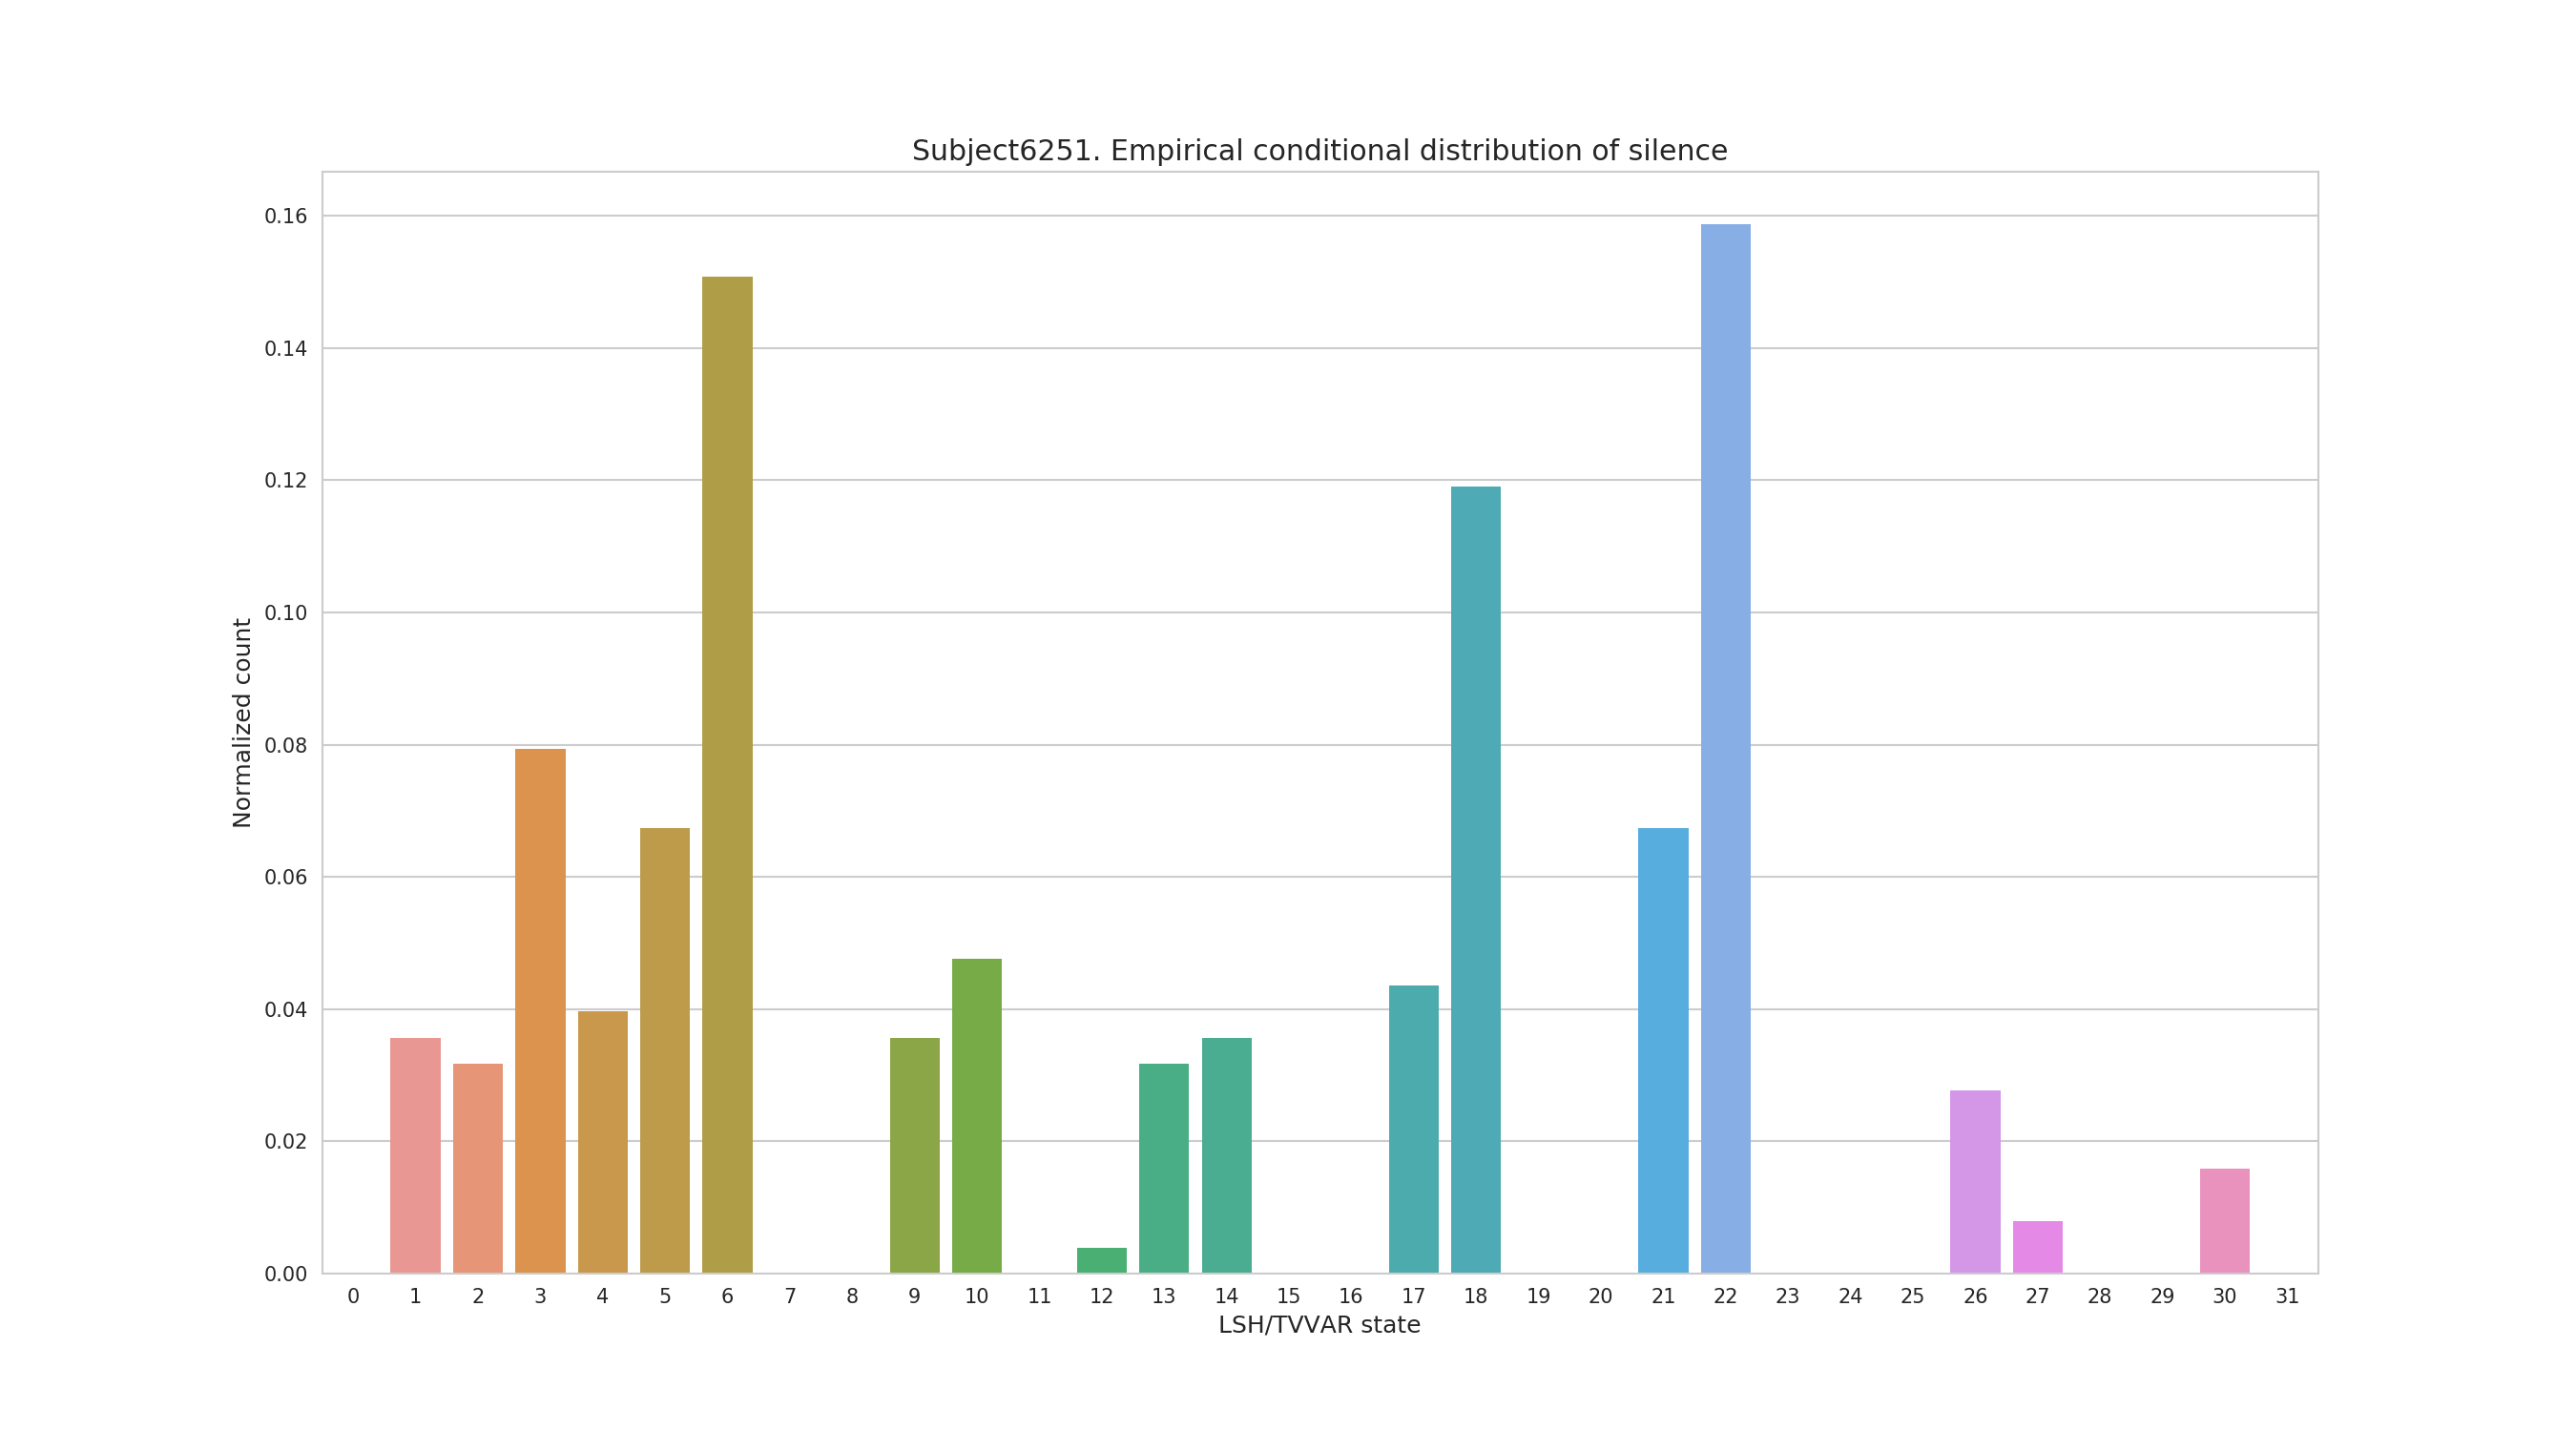 Subject6251. Empirical conditional distribution of silence
0.16
0.14
0.12
0.10
0.08
0.06
0.04
0.02
0.00
Normalized count
0 1 2 3 4 5 6 7 8 9 10 11 12 13 14 15 16 17 18 19 20 21 22 23 24 25 26 27 28 29 30 31
LSH/TVVAR state